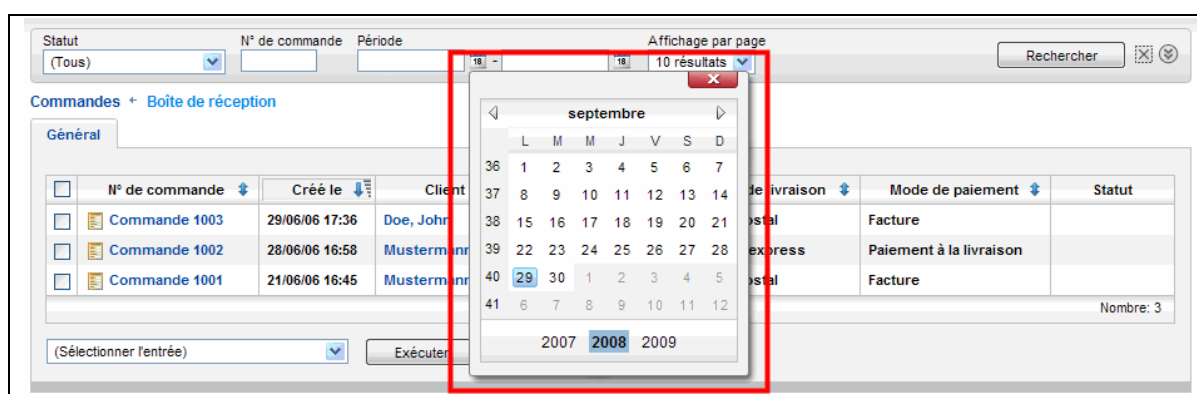 Statut N° de commande Période Affichage par page
(Tous) 18 - 18 10 résultats Rechercher
Commandes Boîte de réception
Général
septembre
L M M J V S D
36 1 2 3 4 5 6 7
37 8 9 10 11 12 13 14
38 15 16 17 18 19 20 21
39 22 23 24 25 26 27 28
40 29 30 1 2 3 4 5
41 6 7 8 9 10 11 12
2007 2008 2009
N° de commande Créé le Client de livraison Mode de paiement Statut
Commande 1003 29/06/06 17:36 Doe, John ostal Facture
Commande 1002 28/06/06 16:58 Mustermann express Paiement à la livraison
Commande 1001 21/06/06 16:45 Mustermann ostal Facture
Nombre: 3
(Sélectionner l'entrée) Exécuter